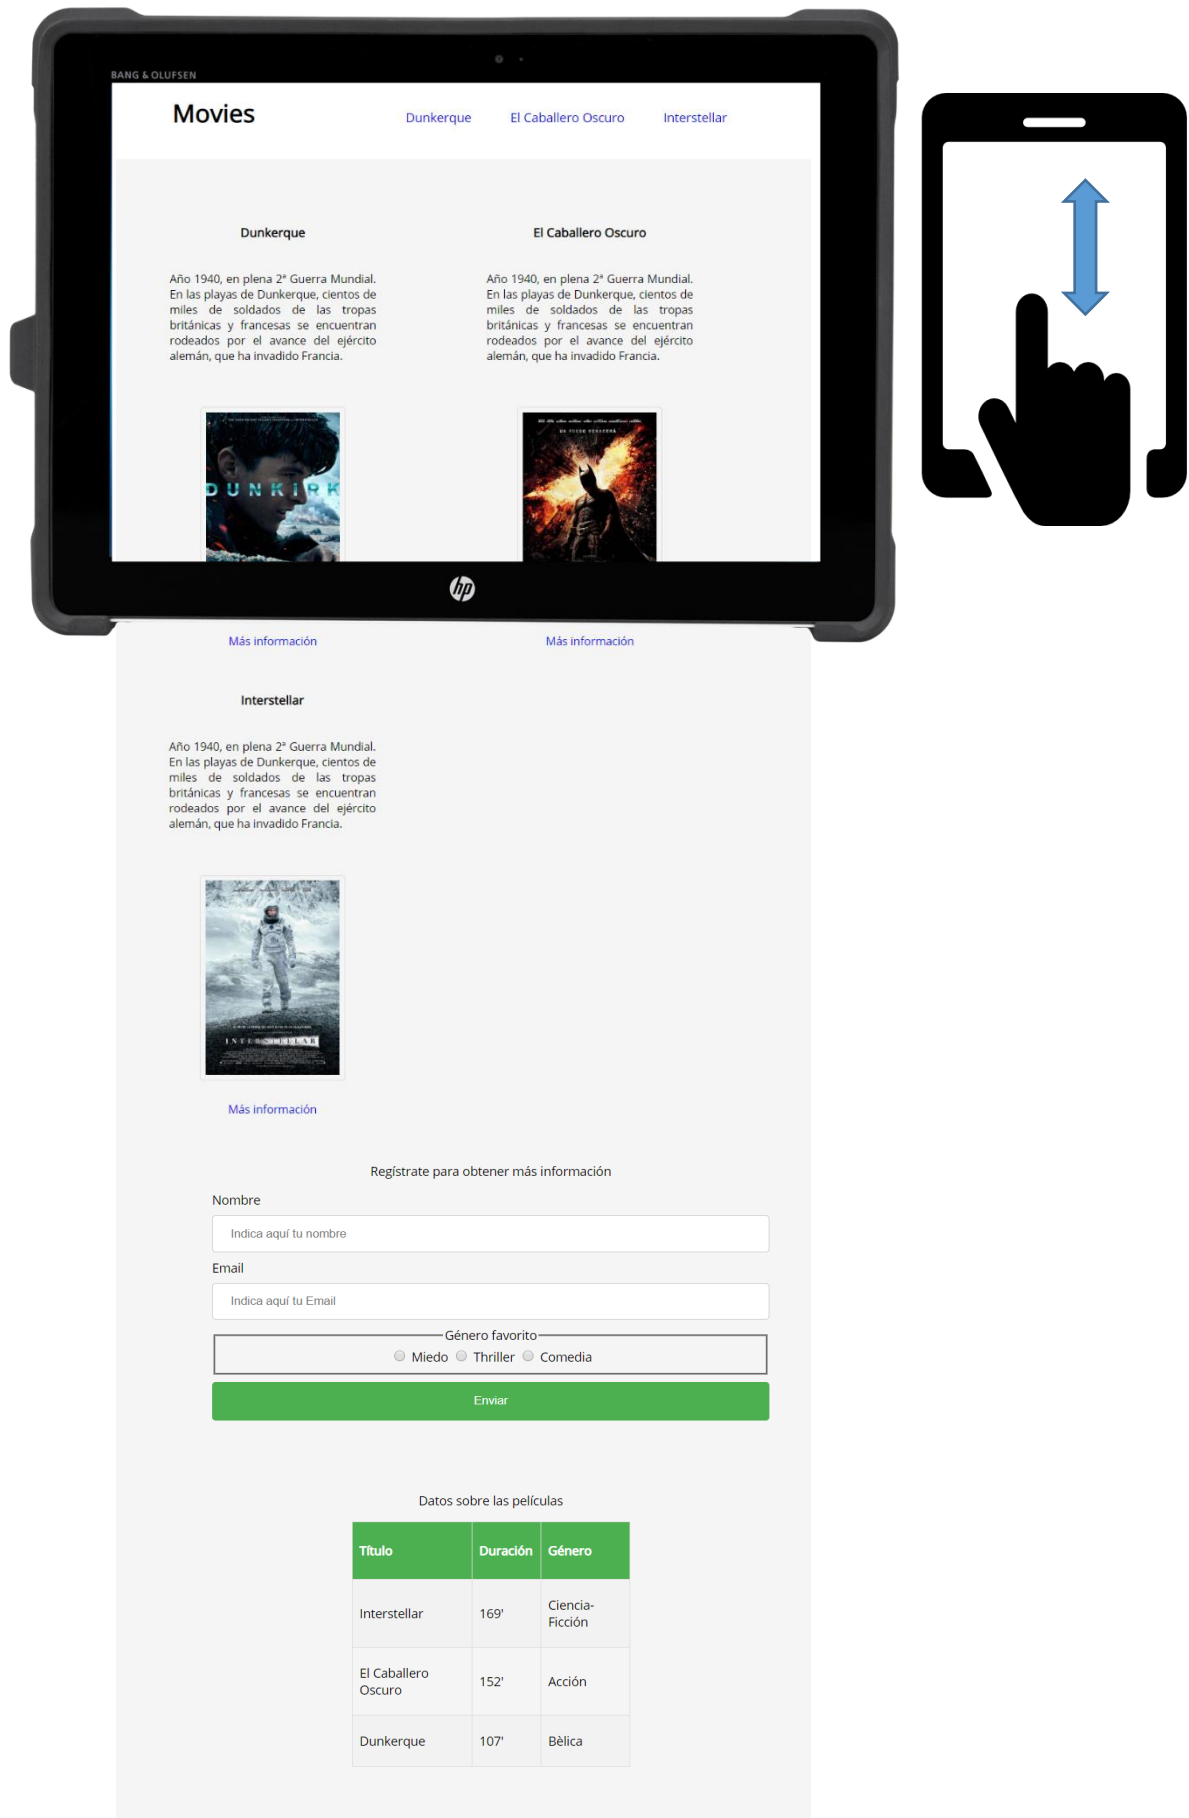 BANG & OLUFSEN
Movies
Dunkerque
El Caballero Oscuro
Interstellar
Dunkerque
Año 1940, en plena 2ª Guerra Mundial.
En las playas de Dunkerque, cientos de
miles de soldados de las tropas
británicas y francesas se encuentran
rodeados por el avance del ejército
alemán, que ha invadido Francia.
DUNKIRK
Más información
El Caballero Oscuro
Año 1940, en plena 2ª Guerra Mundial.
En las playas de Dunkerque, cientos de
miles de soldados de las tropas
británicas y francesas se encuentran
rodeados por el avance del ejército
alemán, que ha invadido Francia.
Más información
hp
Interstellar
Año 1940, en plena 2ª Guerra Mundial.
En las playas de Dunkerque, cientos de
miles de soldados de las tropas
británicas y francesas se encuentran
rodeados por el avance del ejército
alemán, que ha invadido Francia.
INTERSTELLAR
Más información
Regístrate para obtener más información
Nombre
Indica aquí tu nombre
Email
Indica aquí tu Email
Género favorito
Miedo Thriller Comedia
Enviar
Datos sobre las películas
Título Duración Género
Interstellar 169' Ciencia-
Ficción
El Caballero
Oscuro 152' Acción
Dunkerque 107' Bèlica